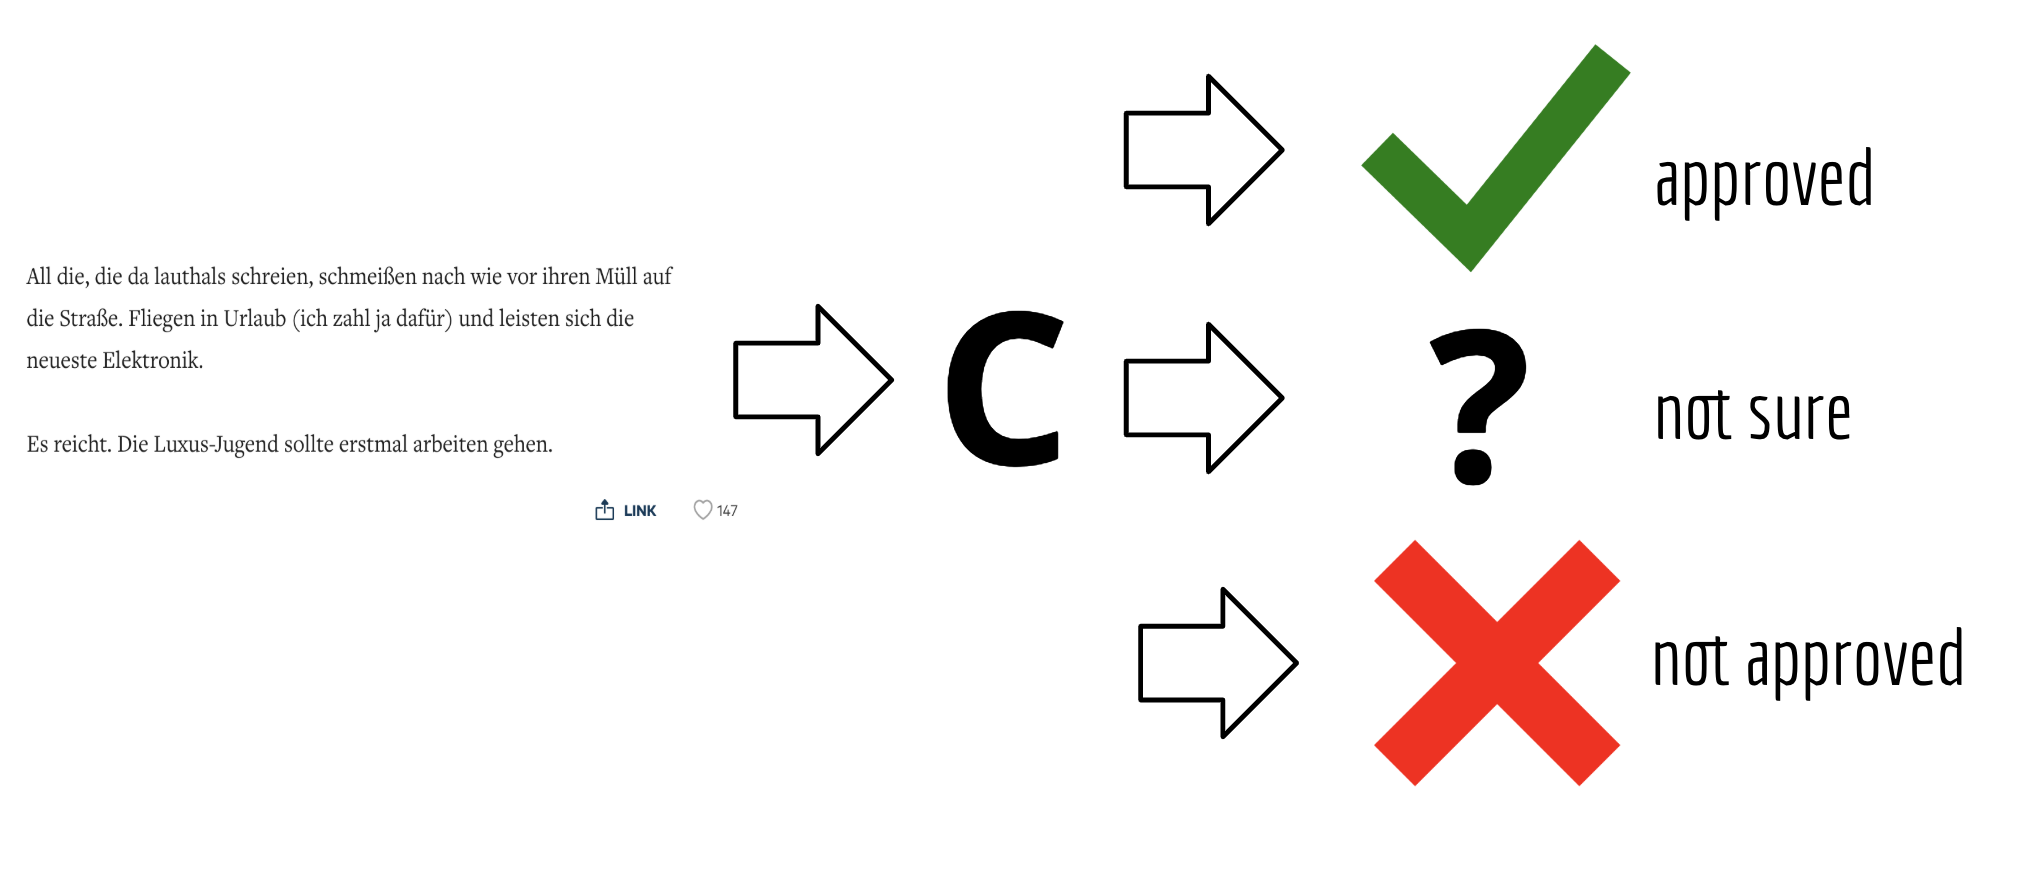 All die, die da lauthals schreien, schmeißen nach wie vor ihren Müll auf
die Straße. Fliegen in Urlaub (ich zahl ja dafür) und leisten sich die
neueste Elektronik.
Es reicht. Die Luxus-Jugend sollte erstmal arbeiten gehen.
LINK 147
C
approved
?
not sure
not approved